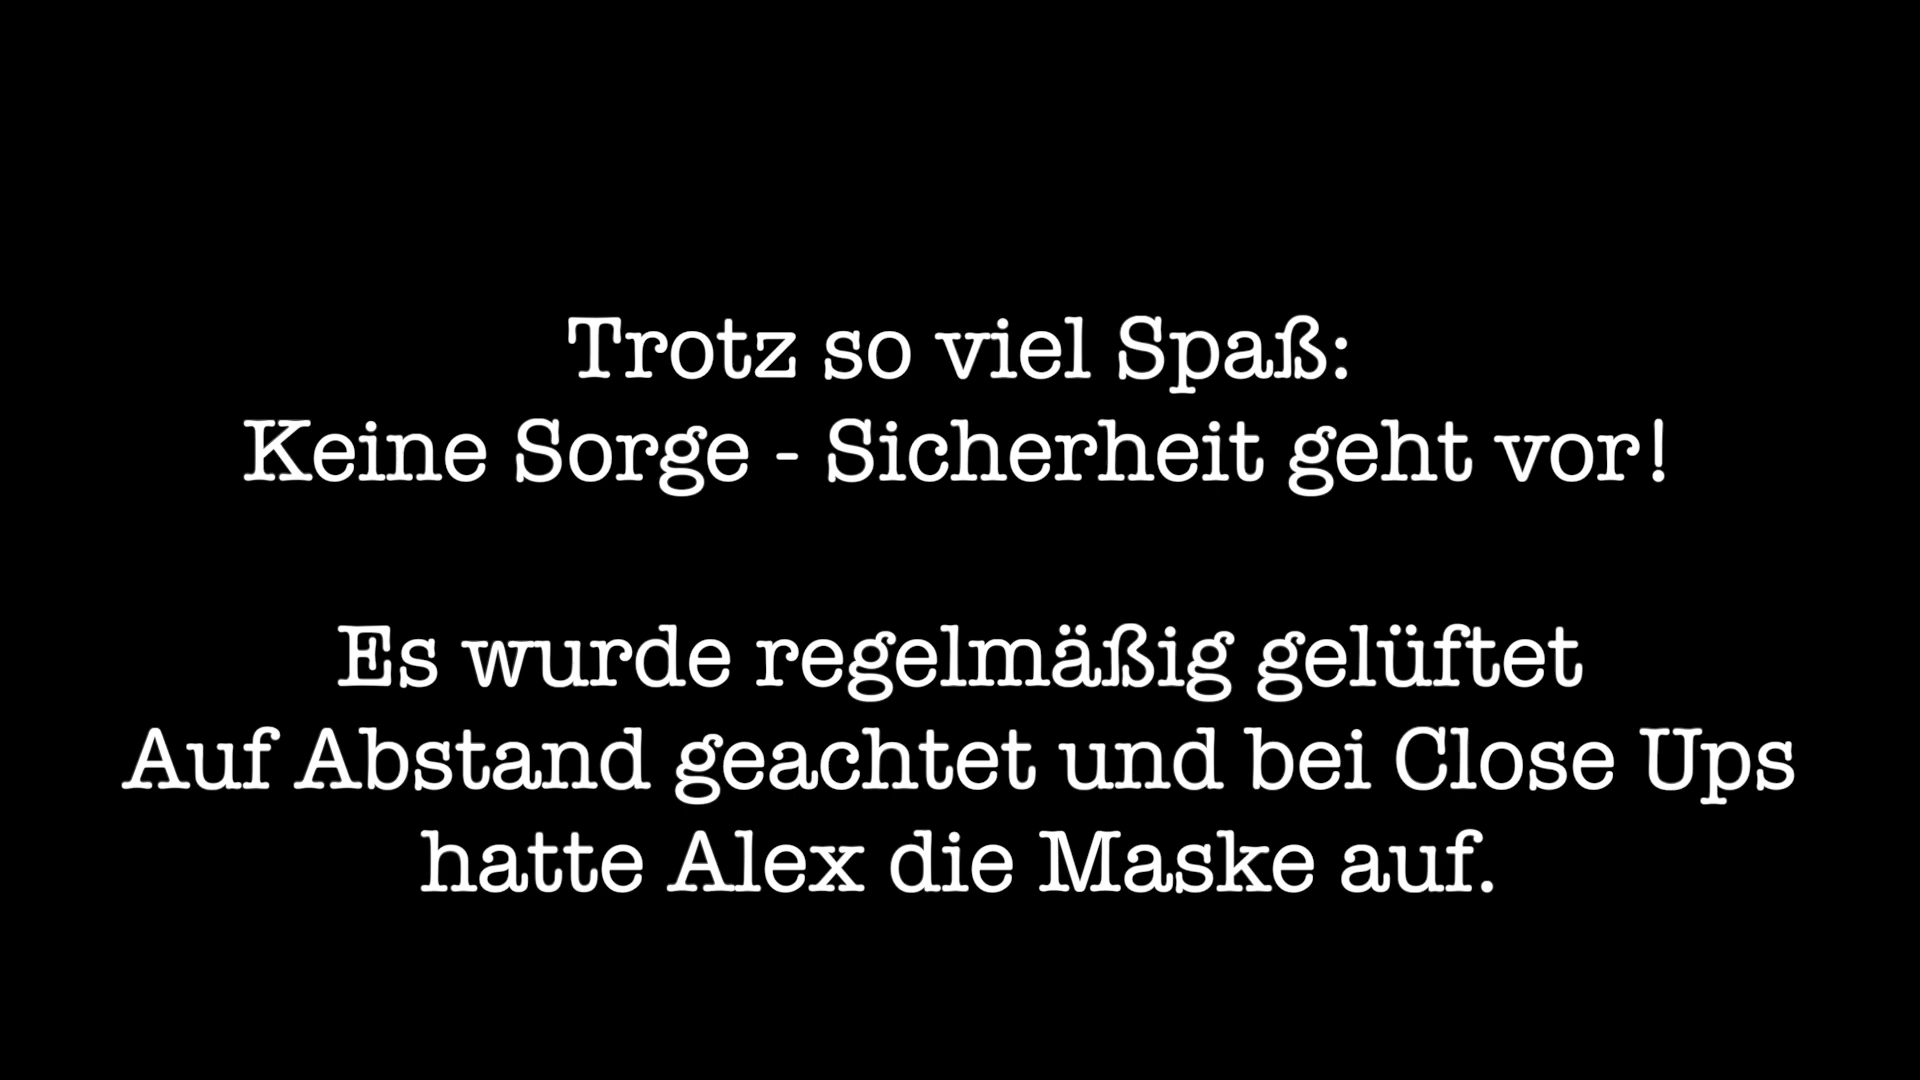 Trotz so viel Spaß:
Keine Sorge - Sicherheit geht vor!
Es wurde regelmäßig gelüftet
Auf Abstand geachtet und bei Close Ups
hatte Alex die Maske auf.